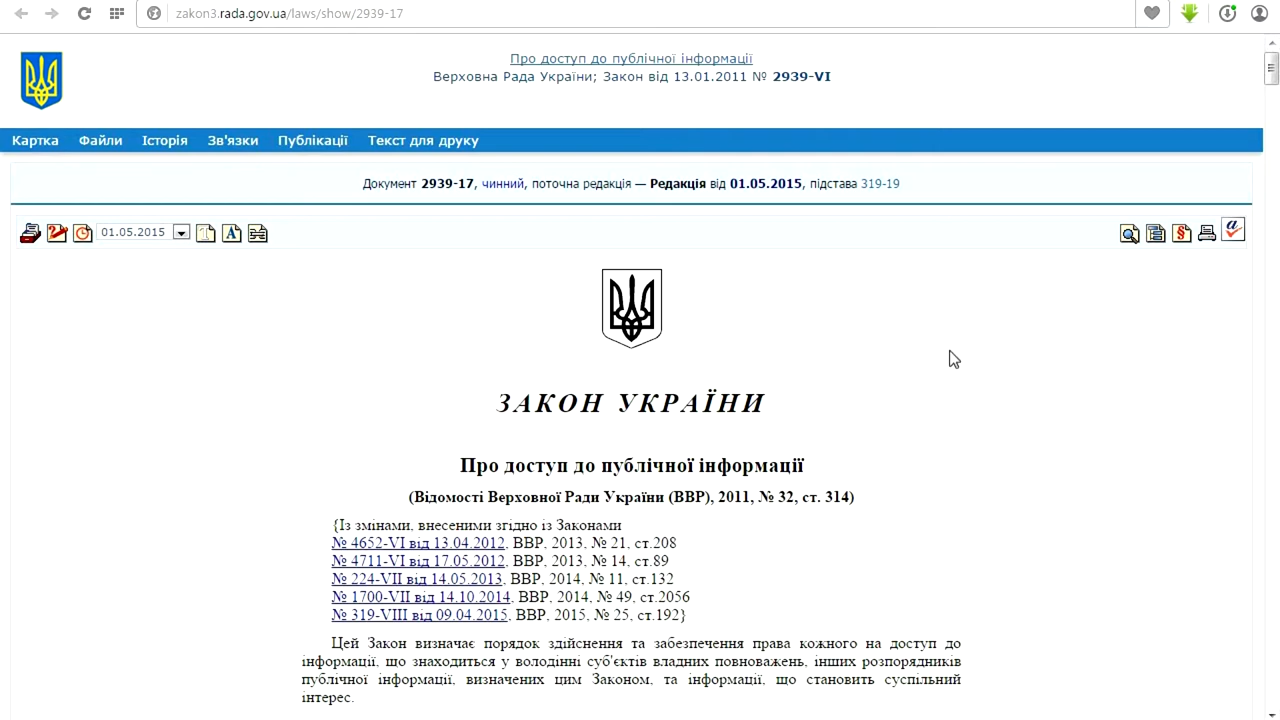 zakon3.rada.gov.ua/laws/show/2939-17
Про доступ до публічної інформації
Верховна Рада України; Закон від 13.01.2011 № 2939-VI
Картка Файли Історія Зв'язки Публікації Текст для друку
Документ 2939-17, чинний, поточна редакція — Редакція від 01.05.2015, підстава 319-19
01.05.2015
ЗАКОН УКРАЇНИ
Про доступ до публічної інформації
(Відомості Верховної Ради України (ВВР), 2011, № 32, ст. 314)
{Із змінами, внесеними згідно із Законами
№ 4652-VI від 13.04.2012, ВВР, 2013, № 21, ст.208
№ 4711-VI від 17.05.2012, ВВР, 2013, № 14, ст.89
№ 224-VII від 14.05.2013, ВВР, 2014, № 11, ст.132
№ 1700-VII від 14.10.2014, ВВР, 2014, № 49, ст.2056
№ 319-VIII від 09.04.2015, ВВР, 2015, № 25, ст.192}
Цей Закон визначає порядок здійснення та забезпечення права кожного на доступ до
інформації, що знаходиться у володінні суб'єктів владних повноважень, інших розпорядників
публічної інформації, визначених цим Законом, та інформації, що становить суспільний
інтерес.